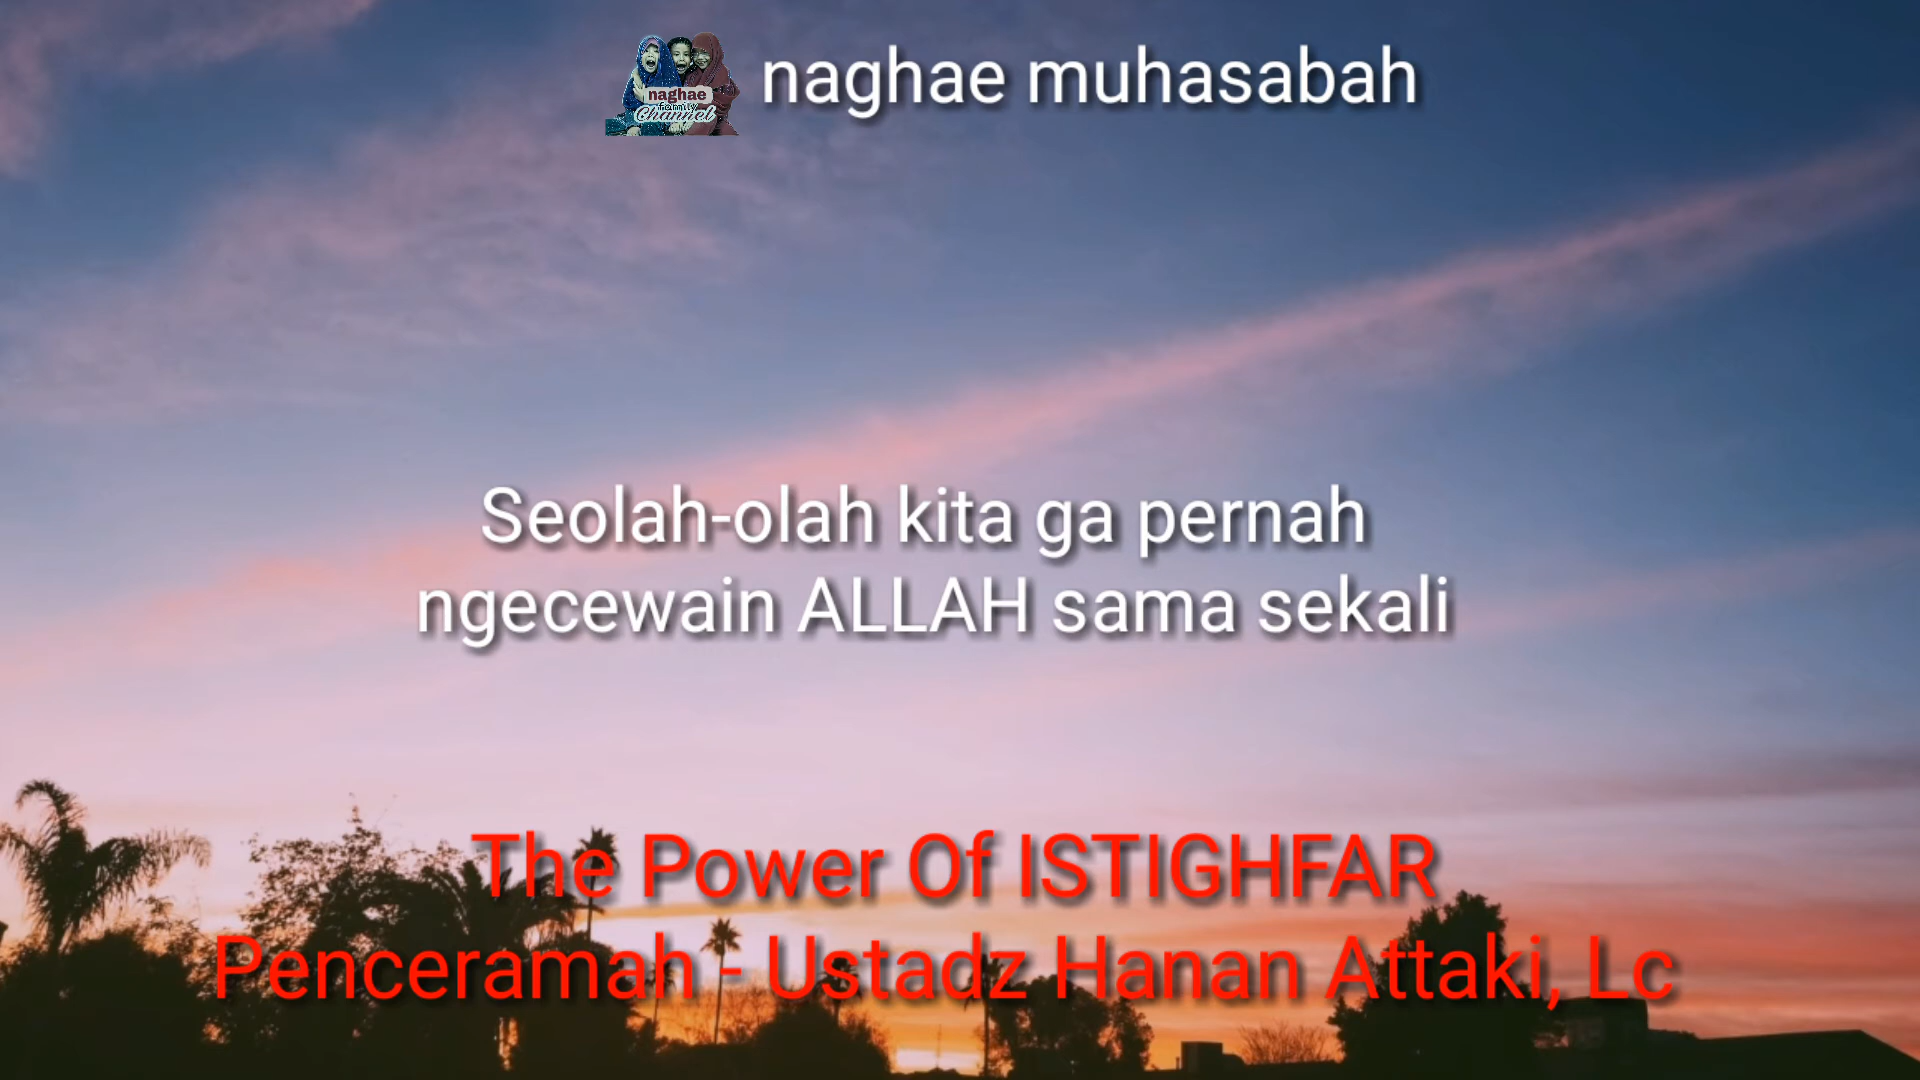 naghae muhasabah
naghae
family
Channel
Seolah-olah kita ga pernah
ngecewain ALLAH sama sekali
The Power Of ISTIGHFAR
Penceramah - Ustadz Hanan Attaki, Lc